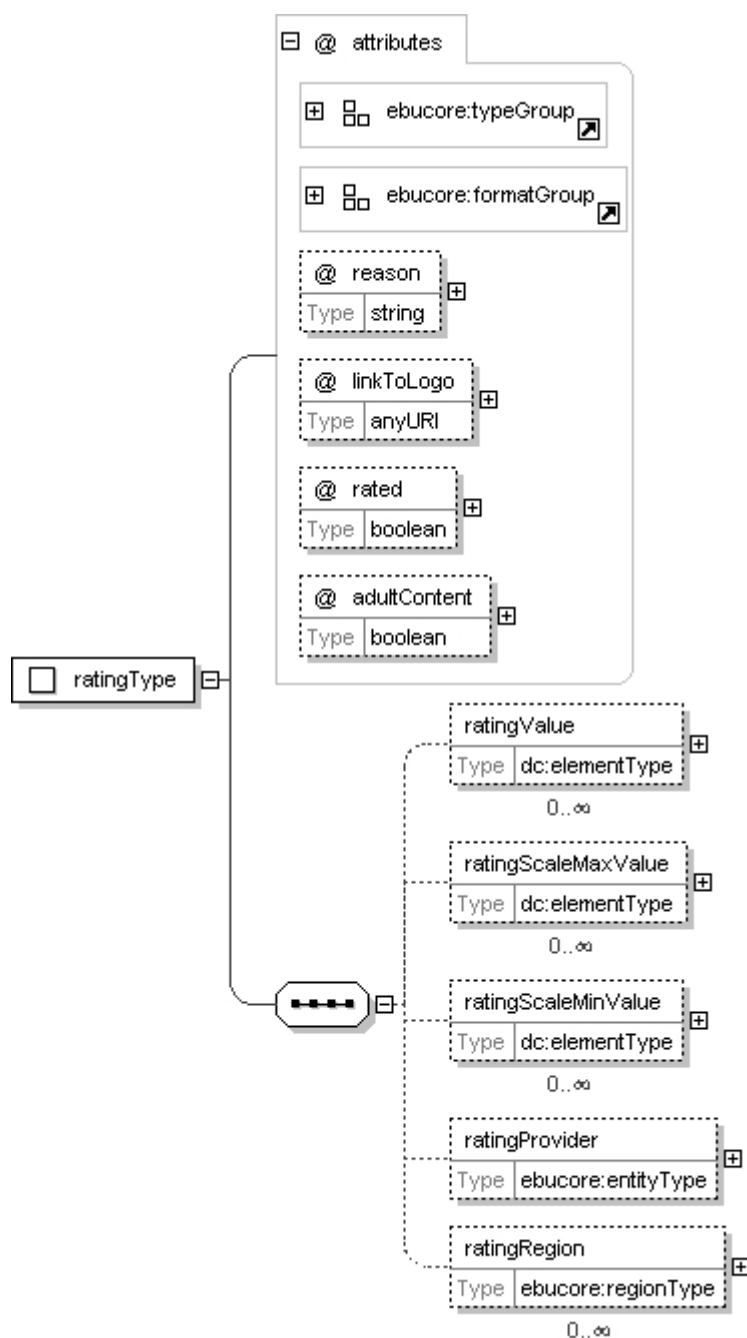 @ attributes
ebucore:typeGroup
ebucore:formatGroup
@ reason
Type string
@ linkToLogo
Type anyURI
@ rated
Type boolean
@ adultContent
Type boolean
ratingType
ratingValue
Type dc:elementType
0..∞
ratingScaleMaxValue
Type dc:elementType
0..∞
ratingScaleMinValue
Type dc:elementType
0..∞
ratingProvider
Type ebucore:entityType
ratingRegion
Type ebucore:regionType
0..∞